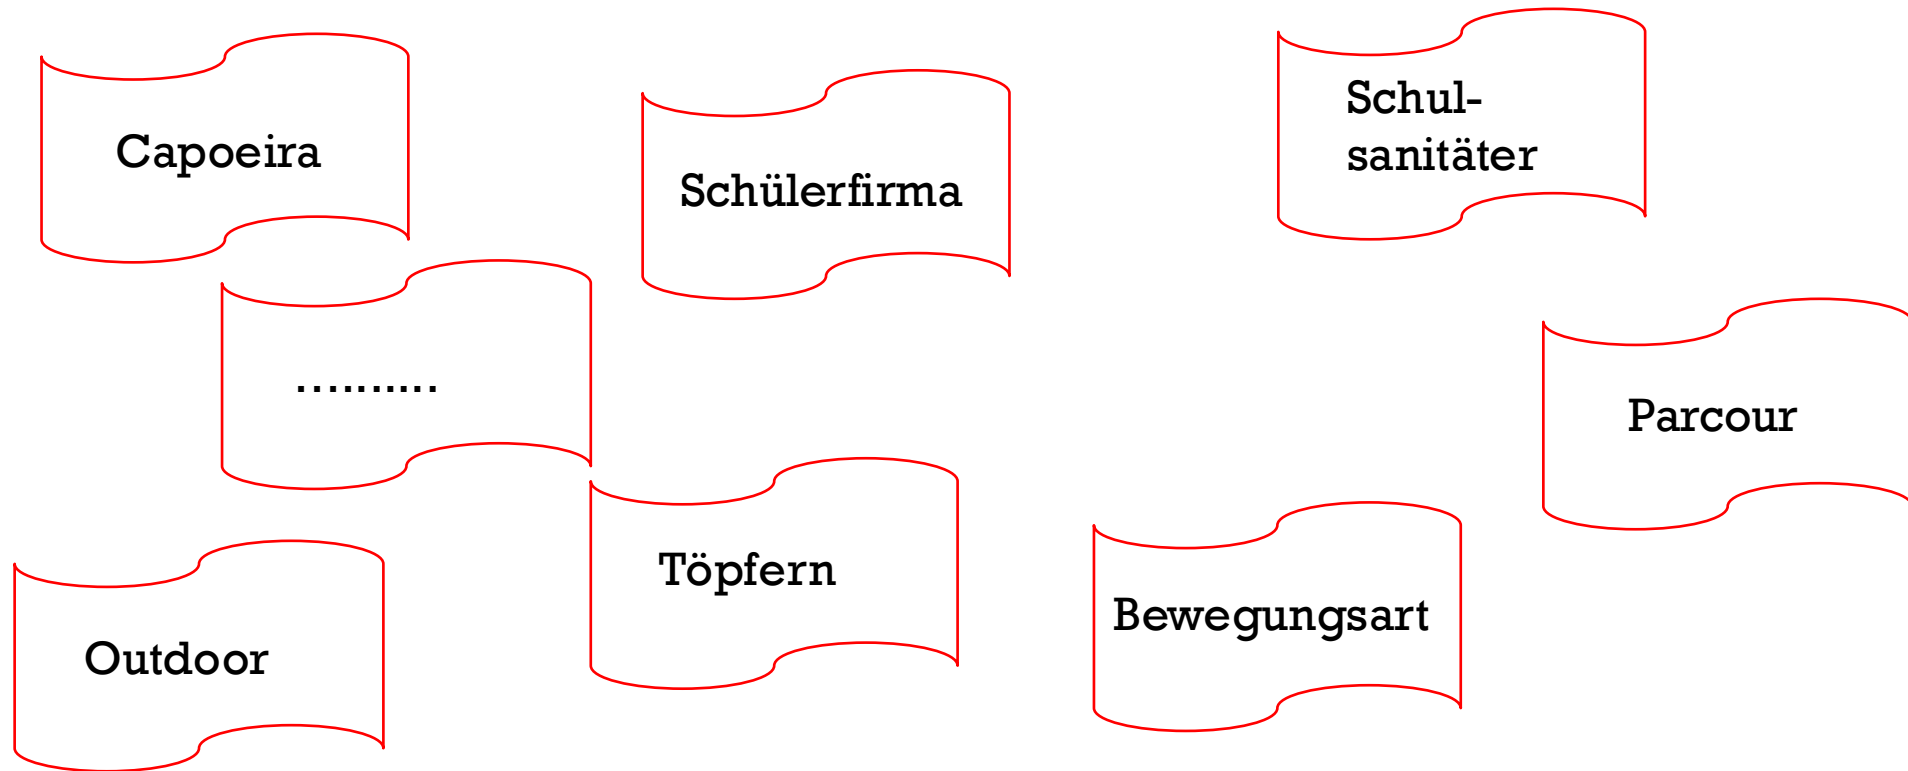 Capoeira
Schülerfirma
Schul-
sanitäter
..........
Parcour
Töpfern
Bewegungsart
Outdoor